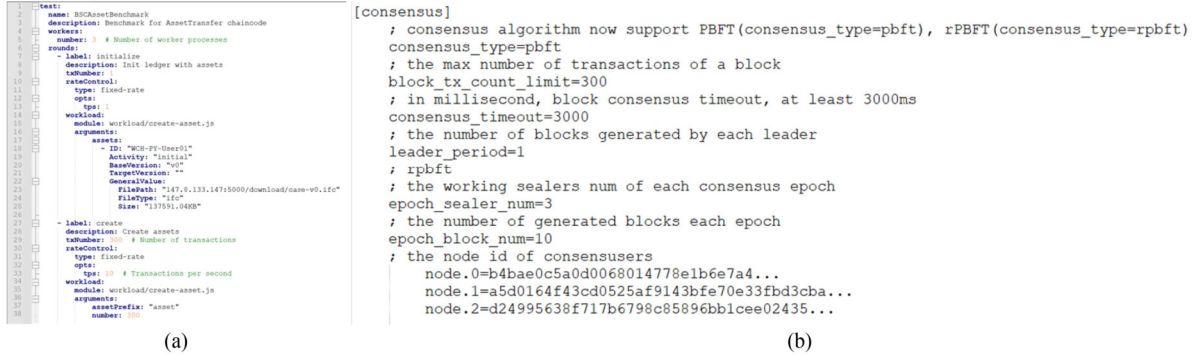 test:
name: BSCAssetBenchmark
description: Benchmark for AssetTransfer chaincode
workers:
number: 3 # Number of worker processes
rounds:
- label: initialize
description: Init ledger with assets
txNumber: 1
rateControl:
type: fixed-rate
opts:
tps: 1
workload:
module: workload/create-asset.js
arguments:
assets:
- ID: "WCH-PY-User01"
Activity: "initial"
BaseVersion: "v0"
TargetVersion: ""
GeneralValue:
FilePath: "147.8.133.147:5000/download/case-v0.ifc"
FileType: "ifc"
Size: "137591.04KB"
- label: create
description: Create assets
txNumber: 300 # Number of transactions
rateControl:
type: fixed-rate
opts:
tps: 10 # Transactions per second
workload:
module: workload/create-asset.js
arguments:
assetPrefix: "asset"
number: 300
(a)
[consensus]
; consensus algorithm now support PBFT(consensus_type=pbft), rPBFT(consensus_type=rpbft)
consensus_type=pbft
; the max number of transactions of a block
block_tx_count_limit=300
; in millisecond, block consensus timeout, at least 3000ms
consensus_timeout=3000
; the number of blocks generated by each leader
leader_period=1
; rpbft
; the working sealers num of each consensus epoch
epoch_sealer_num=3
; the number of generated blocks each epoch
epoch_block_num=10
; the node id of consensusers
node.0=b4bae0c5a0d0068014778e1b6e7a4...
node.1=a5d0164f43cd0525af9143bfe70e33fbd3cba...
node.2=d24995638f717b6798c85896bb1cee02435...
(b)